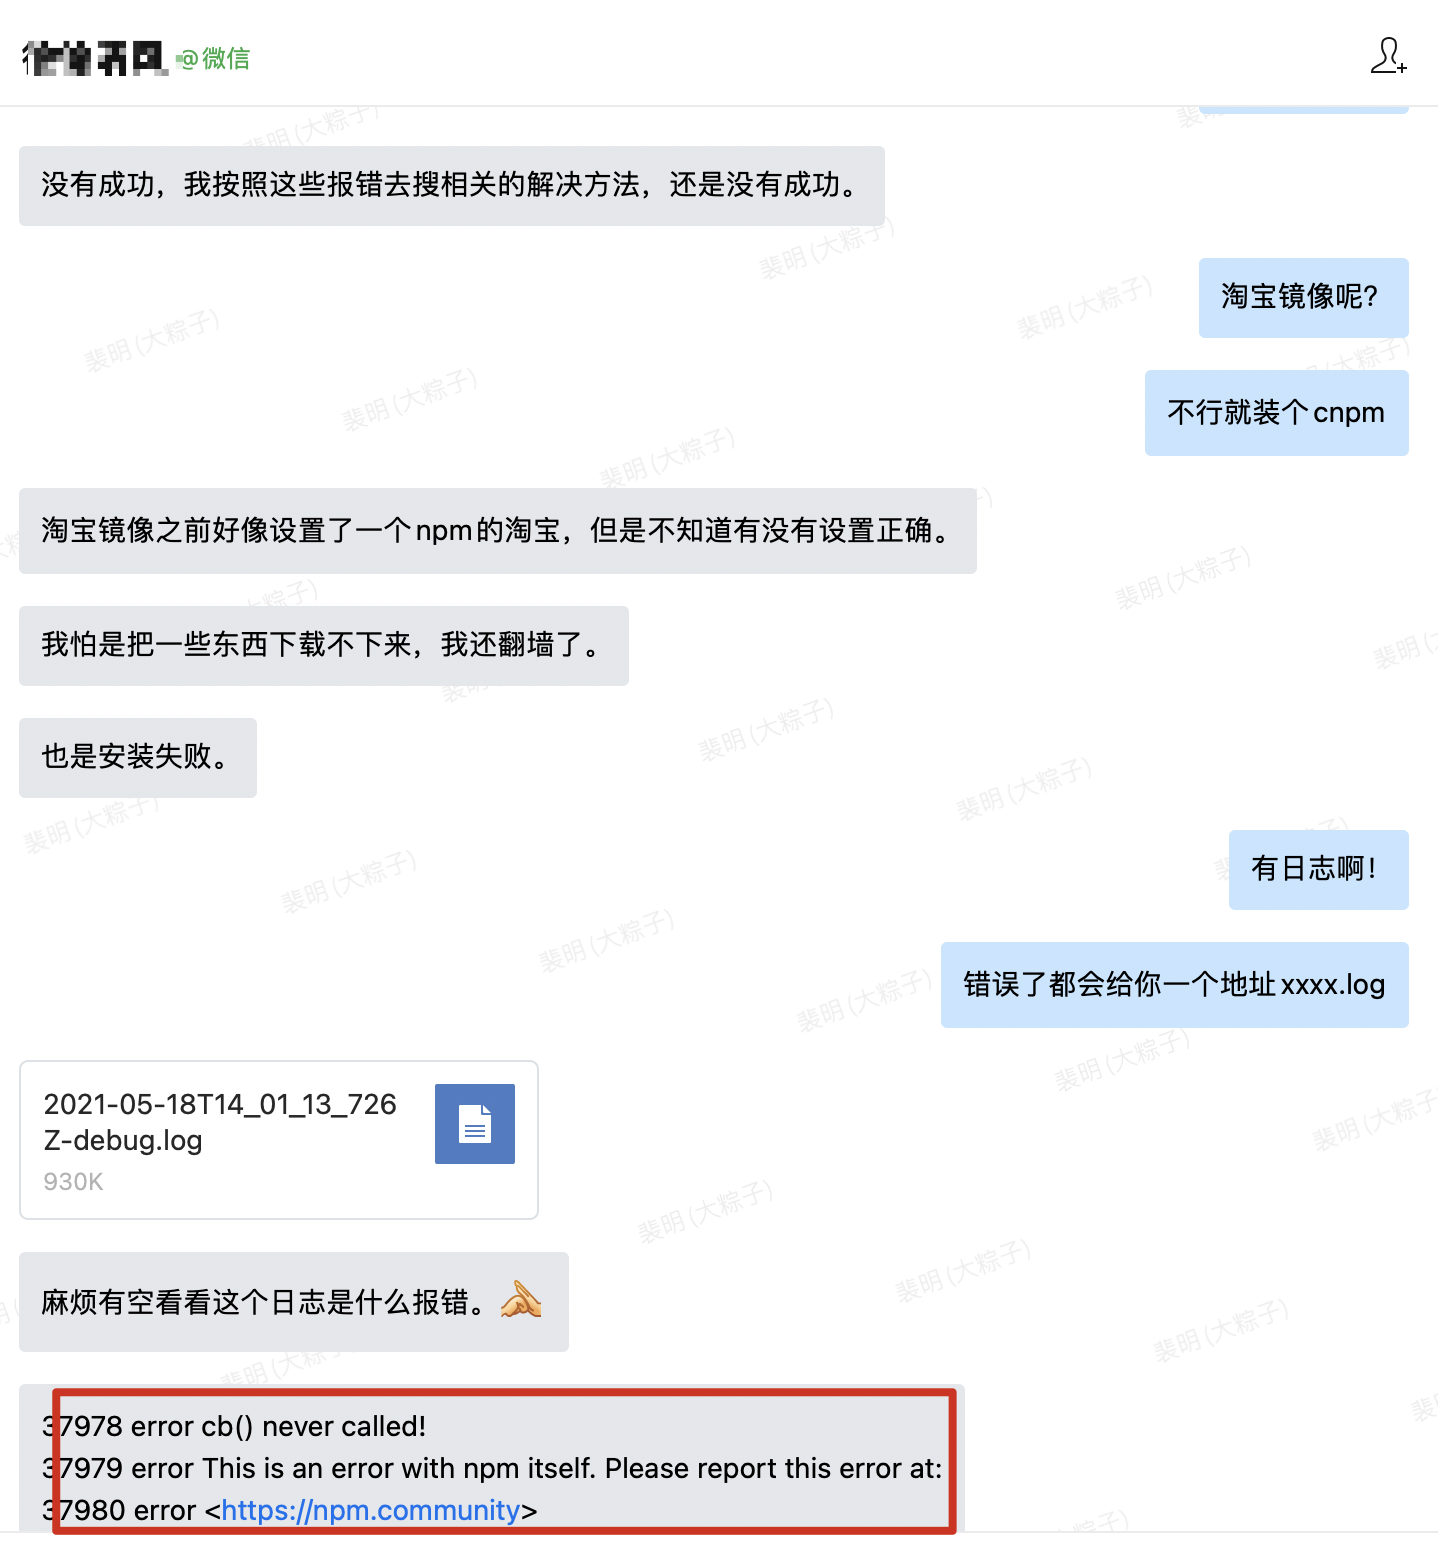 @微信
没有成功，我按照这些报错去搜相关的解决方法，还是没有成功。
淘宝镜像呢？
不行就装个cnpm
淘宝镜像之前好像设置了一个npm的淘宝，但是不知道有没有设置正确。
我怕是把一些东西下载不下来，我还翻墙了。
也是安装失败。
有日志啊！
错误了都会给你一个地址xxxx.log
2021-05-18T14_01_13_726
Z-debug.log
930K
麻烦有空看看这个日志是什么报错。
37978 error cb() never called!
37979 error This is an error with npm itself. Please report this error at:
37980 error <https://npm.community>
裴明(大粽子)